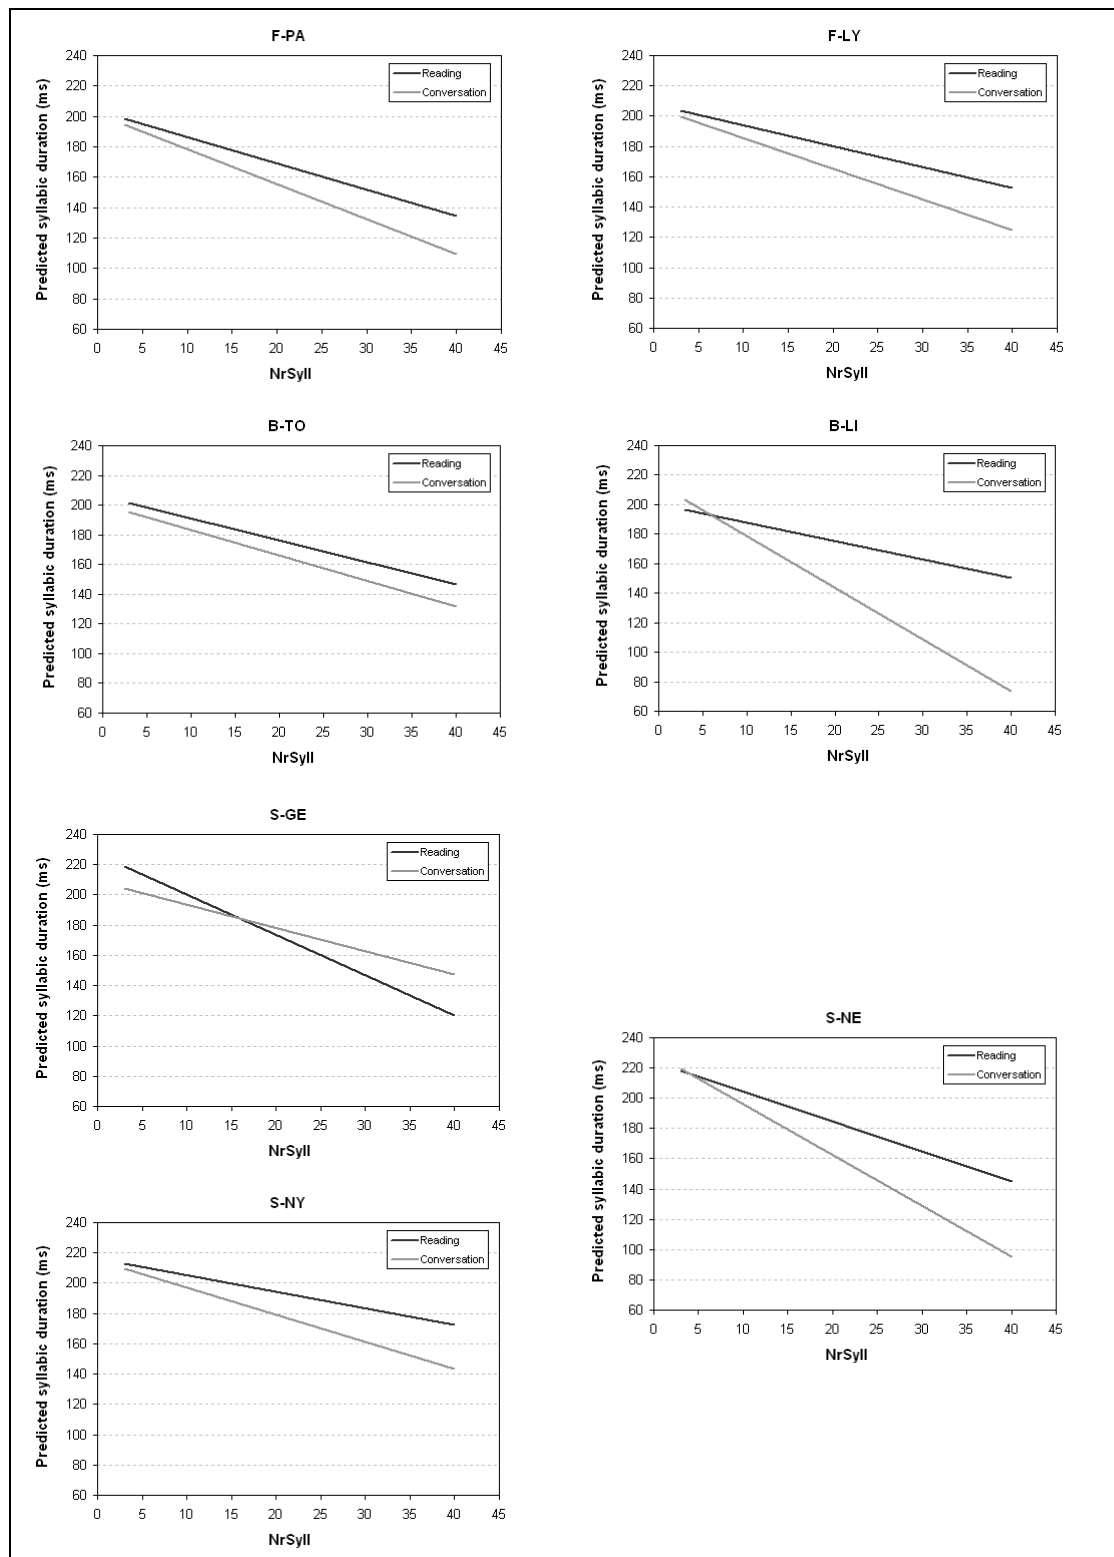 F-PA
240
220
200
180
160
140
120
100
80
60
Predicted syllabic duration (ms)
Reading
Conversation
0 5 10 15 20 25 30 35 40 45
NrSyll
F-LY
240
220
200
180
160
140
120
100
80
60
Predicted syllabic duration (ms)
Reading
Conversation
0 5 10 15 20 25 30 35 40 45
NrSyll
B-TO
240
220
200
180
160
140
120
100
80
60
Predicted syllabic duration (ms)
Reading
Conversation
0 5 10 15 20 25 30 35 40 45
NrSyll
B-LI
240
220
200
180
160
140
120
100
80
60
Predicted syllabic duration (ms)
Reading
Conversation
0 5 10 15 20 25 30 35 40 45
NrSyll
S-GE
240
220
200
180
160
140
120
100
80
60
Predicted syllabic duration (ms)
Reading
Conversation
0 5 10 15 20 25 30 35 40 45
NrSyll
S-NE
240
220
200
180
160
140
120
100
80
60
Predicted syllabic duration (ms)
Reading
Conversation
0 5 10 15 20 25 30 35 40 45
NrSyll
S-NY
240
220
200
180
160
140
120
100
80
60
Predicted syllabic duration (ms)
Reading
Conversation
0 5 10 15 20 25 30 35 40 45
NrSyll